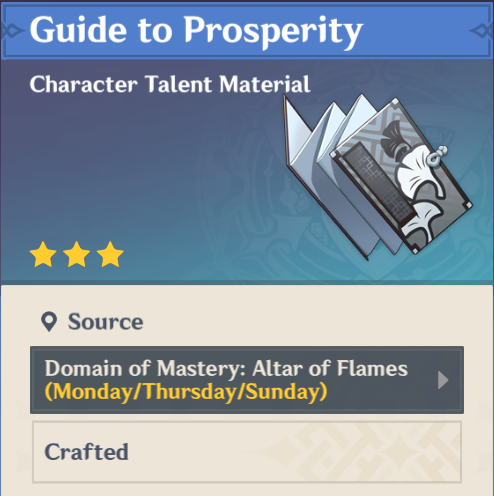 Guide to Prosperity
Character Talent Material
Source
Domain of Mastery: Altar of Flames
(Monday/Thursday/Sunday)
Crafted